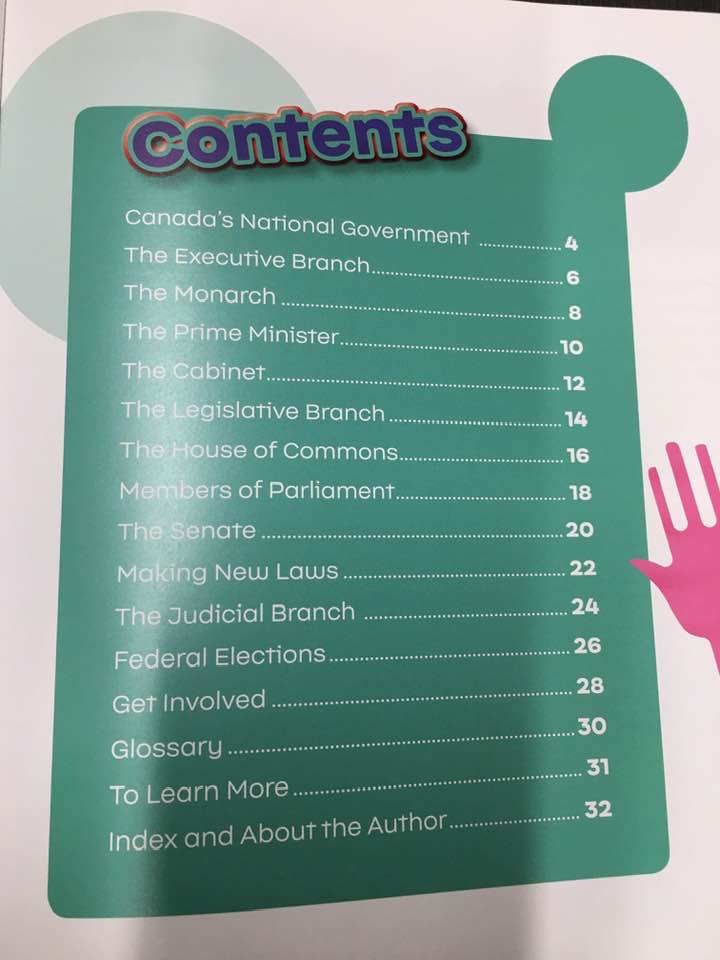 Contents
Canada's National Government ................ 4
The Executive Branch ................ 6
The Monarch ................ 8
The Prime Minister ................ 10
The Cabinet ................ 12
The Legislative Branch ................ 14
The House of Commons ................ 16
Members of Parliament ................ 18
The Senate ................ 20
Making New Laws ................ 22
The Judicial Branch ................ 24
Federal Elections ................ 26
Get Involved ................ 28
Glossary ................ 30
To Learn More ................ 31
Index and About the Author ................ 32